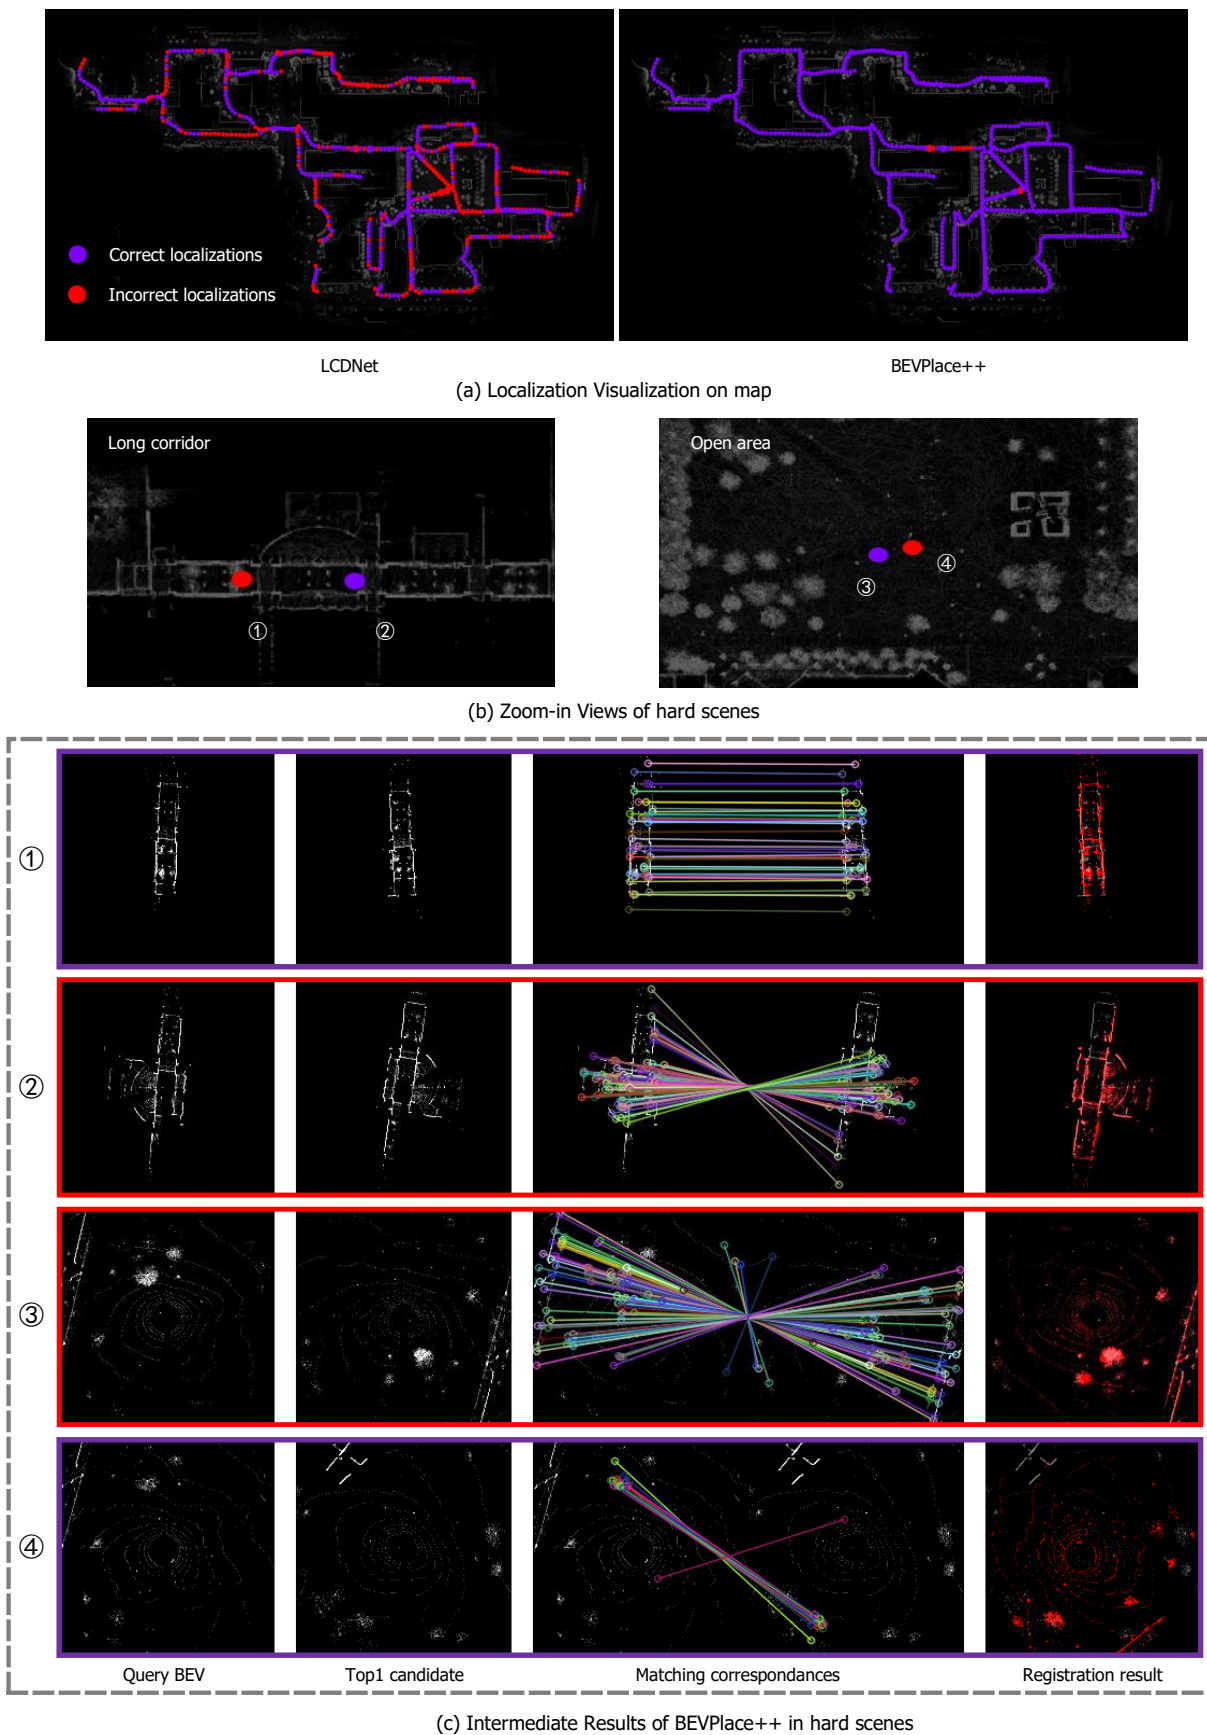 Correct localizations
Incorrect localizations
LCDNet
BEVPlace++
(a) Localization Visualization on map
Long corridor
①
②
Open area
③
④
(b) Zoom-in Views of hard scenes
①
②
③
④
Query BEV
Top1 candidate
Matching correspondances
Registration result
(c) Intermediate Results of BEVPlace++ in hard scenes